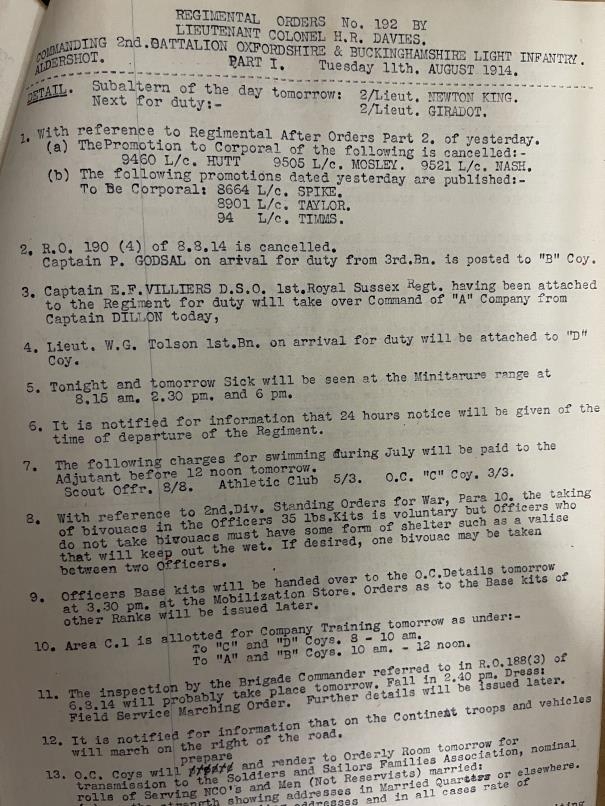 REGIMENTAL ORDERS No. 192 BY
LIEUTENANT COLONEL H.R. DAVIES.
COMMANDING 2nd.BATTALION OXFORDSHIRE & BUCKINGHAMSHIRE LIGHT INFANTRY.
ALDERSHOT. PART I. Tuesday 11th. AUGUST 1914.
DETAIL. Subaltern of the day tomorrow: 2/Lieut. NEWTON KING.
Next for duty:- 2/Lieut. GIRADOT.
1. With reference to Regimental After Orders Part 2. of yesterday.
(a) ThePromotion to Corporal of the following is cancelled:-
9460 L/c. HUTT 9505 L/c. MOSLEY. 9521 L/c. NASH.
(b) The following promotions dated yesterday are published:-
To Be Corporal: 8664 L/c. SPIKE.
8901 L/c. TAYLOR.
94 L/c. TIMMS.
2. R.O. 190 (4) of 8.8.14 is cancelled.
Captain P. GODSAL on arival for duty from 3rd.Bn. is posted to "B" Coy.
3. Captain E.F.VILLIERS D.S.O. 1st.Royal Sussex Regt. having been attached
to the Regiment for duty will take over Command of "A" Company from
Captain DILLON today,
4. Lieut. W.G. Tolson 1st.Bn. on arrival for duty will be attached to "D"
Coy.
5. Tonight and tomorrow Sick will be seen at the Minitarure range at
8.15 am. 2.30 pm. and 6 pm.
6. It is notified for information that 24 hours notice will be given of the
time of departure of the Regiment.
7. The following charges for swimming during July will be paid to the
Adjutant before 12 noon tomorrow.
Scout Offr. 8/8. Athletic Club 5/3. O.C. "C" Coy. 3/3.
8. With reference to 2nd.Div. Standing Orders for War, Para 10. the taking
of bivouacs in the Officers 35 lbs.Kits is voluntary but Officers who
do not take bivouacs must have some form of shelter such as a valise
that will keep out the wet. If desired, one bivouac may be taken
between two Officers.
9. Officers Base kits will be handed over to the O.C.Details tomorrow
at 3.30 pm. at the Mobilization Store. Orders as to the Base kits of
other Ranks will be issued later.
10. Area C.1 is allotted for Company Training tomorrow as under:-
To "C" and "D" Coys. 8 - 10 am.
To "A" and "B" Coys. 10 am. - 12 noon.
11. The inspection by the Brigade Commander referred to in R.O.188(3) of
6.8.14 will probably take place tomorrow. Fall in 2.40 pm. Dress:
Field Service Marching Order. Further details will be issued later.
12. It is notified for information that on the Continent troops and vehicles
will march on the right of the road.
prepare
13. O.C. Coys will and render to Orderly Room tomorrow for
transmission to the Soldiers and Sailors Families Association, nominal
rolls of Serving NCO's and Men (Not Reservists) married:
strength showing addresses in Married Quarters or elsewhere.
addresses and in all cases rate of